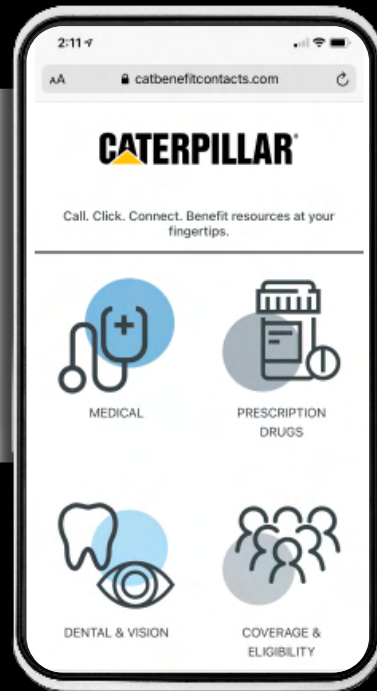 2:11
AA catbenefitcontacts.com
CATERPILLAR®
Call. Click. Connect. Benefit resources at your
fingertips.
MEDICAL
PRESCRIPTION
DRUGS
DENTAL & VISION
COVERAGE &
ELIGIBILITY